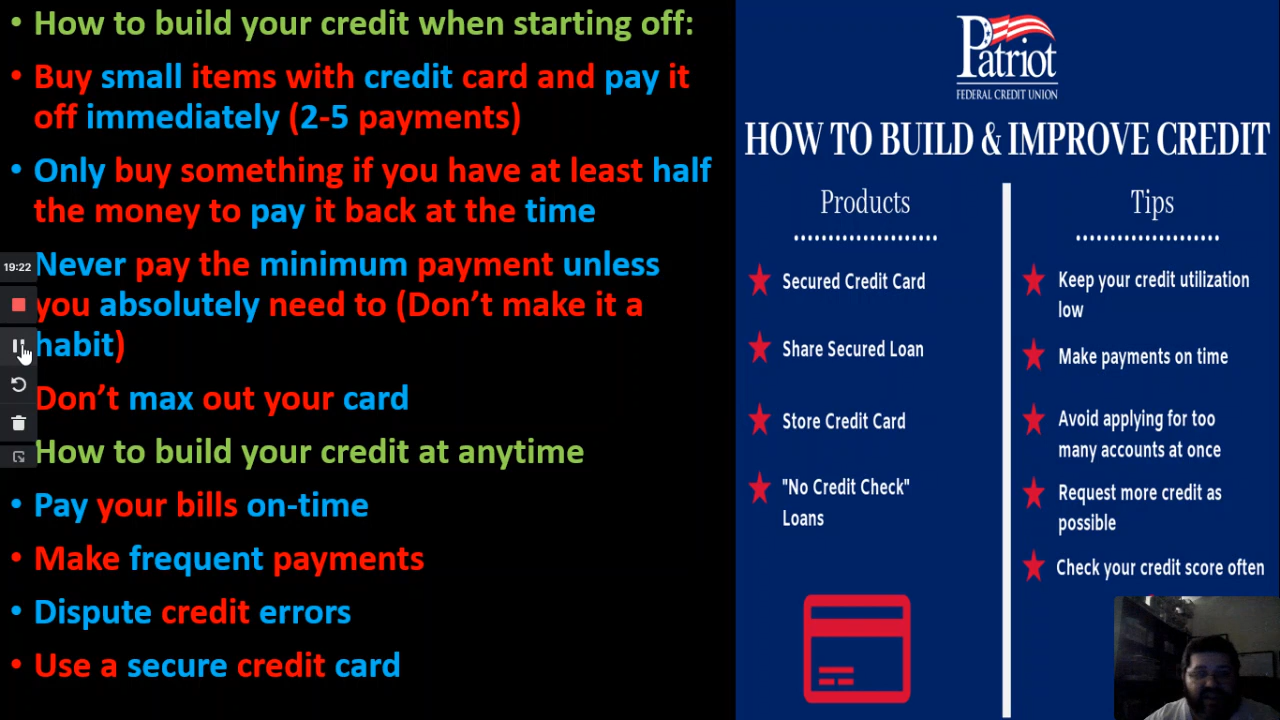 How to build your credit when starting off:
Buy small items with credit card and pay it
off immediately (2-5 payments)
Only buy something if you have at least half
the money to pay it back at the time
Never pay the minimum payment unless
you absolutely need to (Don't make it a
habit)
Don't max out your card
How to build your credit at anytime
Pay your bills on-time
Make frequent payments
Dispute credit errors
Use a secure credit card
19:22
Patriot
FEDERAL CREDIT UNION
HOW TO BUILD & IMPROVE CREDIT
Products
Secured Credit Card
Share Secured Loan
Store Credit Card
"No Credit Check"
Loans
Tips
Keep your credit utilization
low
Make payments on time
Avoid applying for too
many accounts at once
Request more credit as
possible
Check your credit score often